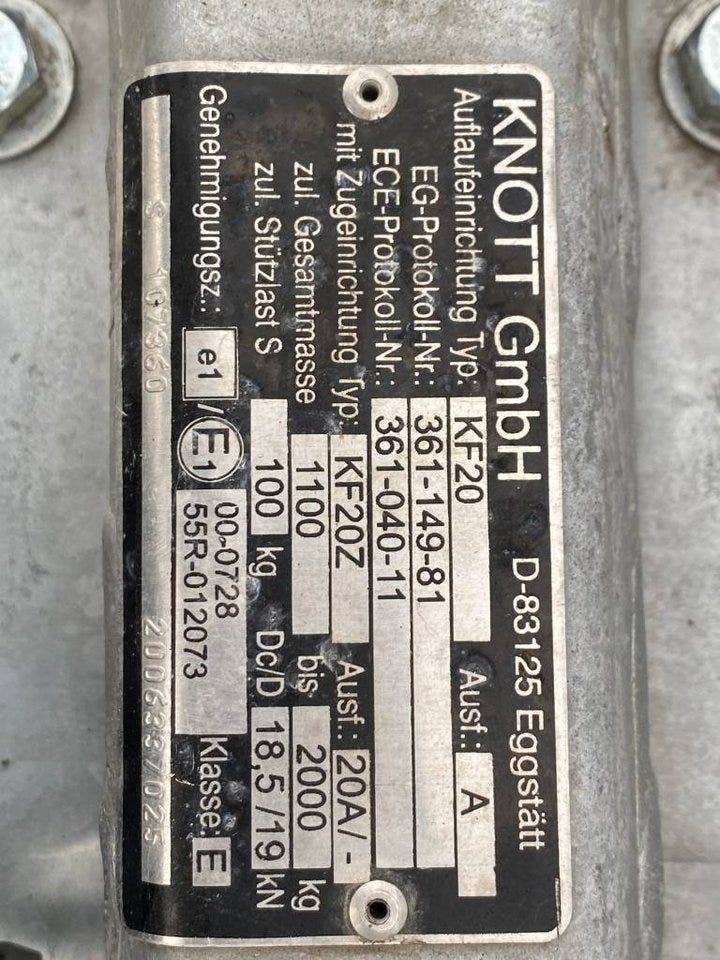 KNOTT GmbH D-83125 Eggstätt
Auflaufeinrichtung Typ: KF20 Ausf.: A
EG-Protokoll-Nr.: 361-149-81
ECE-Protokoll-Nr.: 361-040-11
mit Zugeinrichtung Typ: KF20Z Ausf.: 20A/-
zul. Gesamtmasse 1100 bis 2000 kg
zul. Stützlast S 100 kg Dc/D 18,5/19 kN
Genehmigungsz.: e1 / E1 00-0728 Klasse: E
55R-012073